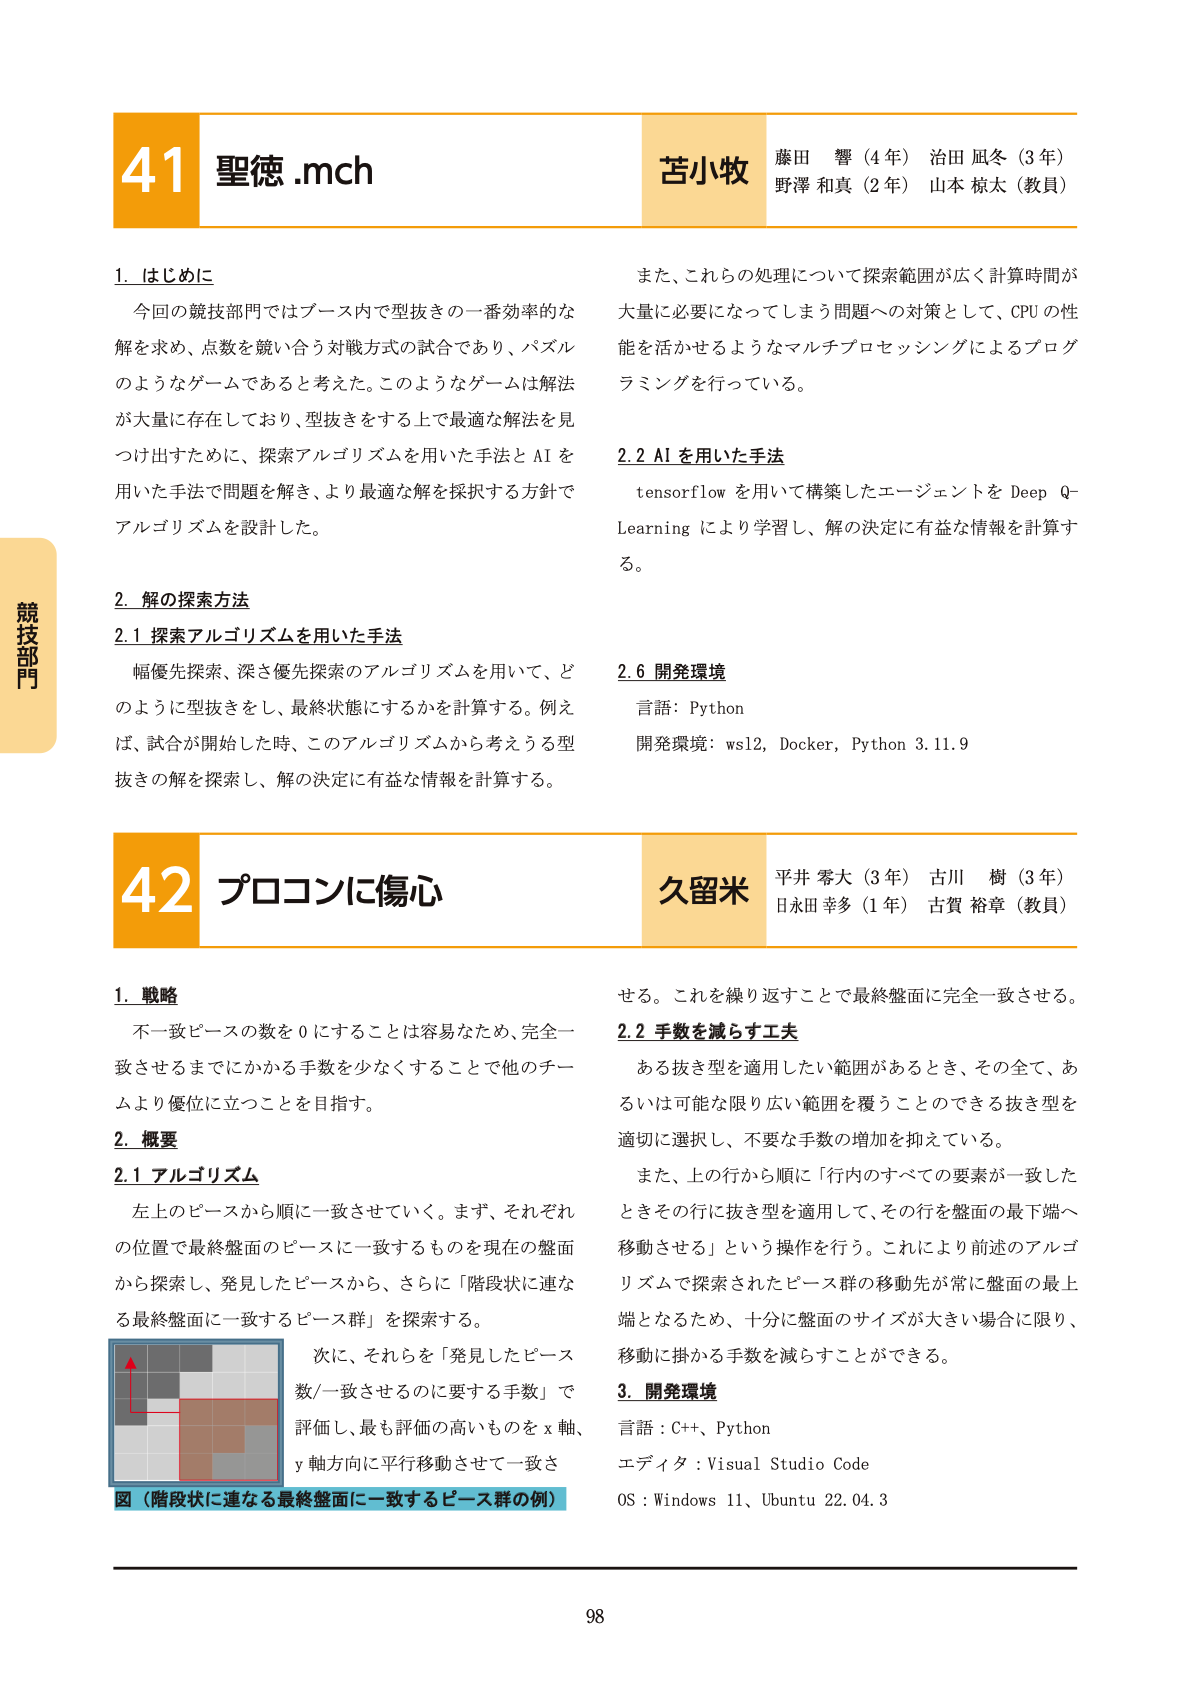 41 聖徳 .mch
苫小牧
藤田　響（4 年）　治田 凪冬（3 年）
野澤 和真（2 年）　山本 椋太（教員）
1. はじめに
今回の競技部門ではブース内で型抜きの一番効率的な
解を求め、点数を競い合う対戦方式の試合であり、パズル
のようなゲームであると考えた。このようなゲームは解法
が大量に存在しており、型抜きをする上で最適な解法を見
つけ出すために、探索アルゴリズムを用いた手法と AI を
用いた手法で問題を解き、より最適な解を採択する方針で
アルゴリズムを設計した。
2. 解の探索方法
2.1 探索アルゴリズムを用いた手法
幅優先探索、深さ優先探索のアルゴリズムを用いて、ど
のように型抜きをし、最終状態にするかを計算する。例え
ば、試合が開始した時、このアルゴリズムから考えうる型
抜きの解を探索し、解の決定に有益な情報を計算する。
また、これらの処理について探索範囲が広く計算時間が
大量に必要になってしまう問題への対策として、CPU の性
能を活かせるようなマルチプロセッシングによるプログ
ラミングを行っている。
2.2 AI を用いた手法
tensorflow を用いて構築したエージェントを Deep Q-
Learning により学習し、解の決定に有益な情報を計算す
る。
2.6 開発環境
言語: Python
開発環境: wsl2, Docker, Python 3.11.9
競技部門
42 プロコンに傷心
久留米
平井 零大（3 年）　古川　樹（3 年）
日永田 幸多（1 年）　古賀 裕章（教員）
1. 戦略
不一致ピースの数を 0 にすることは容易なため、完全一
致させるまでにかかる手数を少なくすることで他のチー
ムより優位に立つことを目指す。
2. 概要
2.1 アルゴリズム
左上のピースから順に一致させていく。まず、それぞれ
の位置で最終盤面のピースに一致するものを現在の盤面
から探索し、発見したピースから、さらに「階段状に連な
る最終盤面に一致するピース群」を探索する。
次に、それらを「発見したピース
数/一致させるのに要する手数」で
評価し、最も評価の高いものを x 軸、
y 軸方向に平行移動させて一致さ
図（階段状に連なる最終盤面に一致するピース群の例）
せる。これを繰り返すことで最終盤面に完全一致させる。
2.2 手数を減らす工夫
ある抜き型を適用したい範囲があるとき、その全て、あ
るいは可能な限り広い範囲を覆うことのできる抜き型を
適切に選択し、不要な手数の増加を抑えている。
また、上の行から順に「行内のすべての要素が一致した
ときその行に抜き型を適用して、その行を盤面の最下端へ
移動させる」という操作を行う。これにより前述のアルゴ
リズムで探索されたピース群の移動先が常に盤面の最上
端となるため、十分に盤面のサイズが大きい場合に限り、
移動に掛かる手数を減らすことができる。
3. 開発環境
言語：C++、Python
エディタ：Visual Studio Code
OS：Windows 11、Ubuntu 22.04.3
98